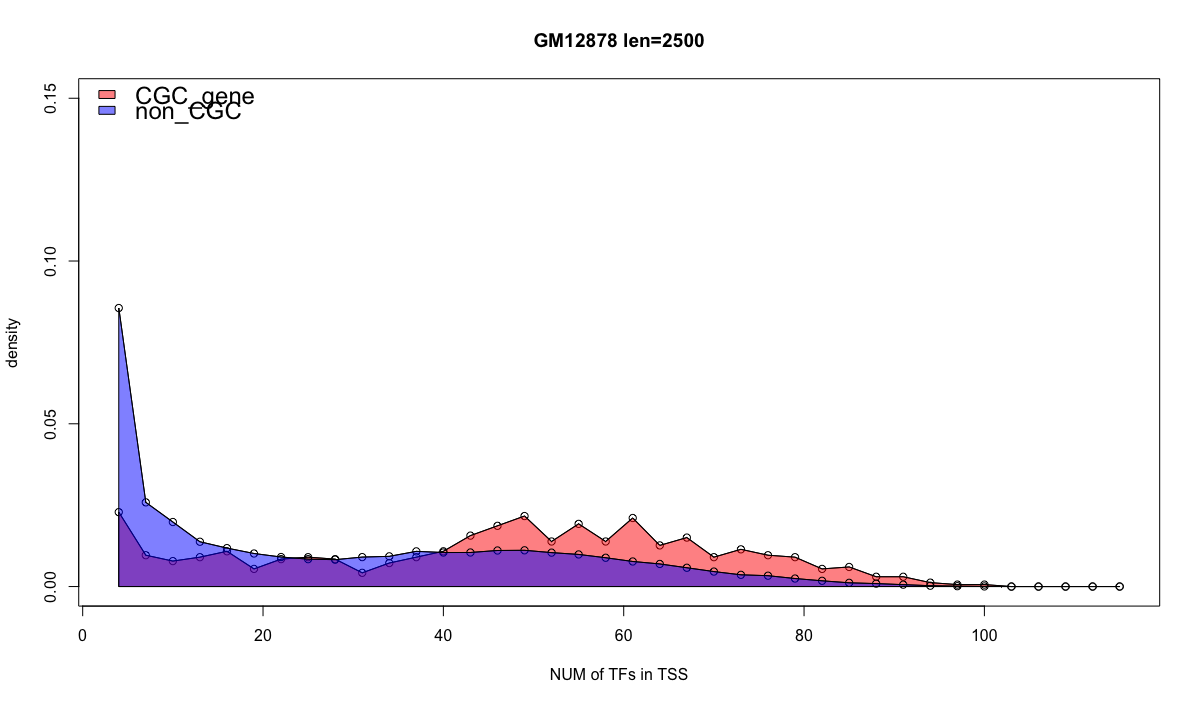 GM12878 len=2500
CGC_gene
non_CGC
0.15
0.10
0.05
0.00
density
0 20 40 60 80 100
NUM of TFs in TSS